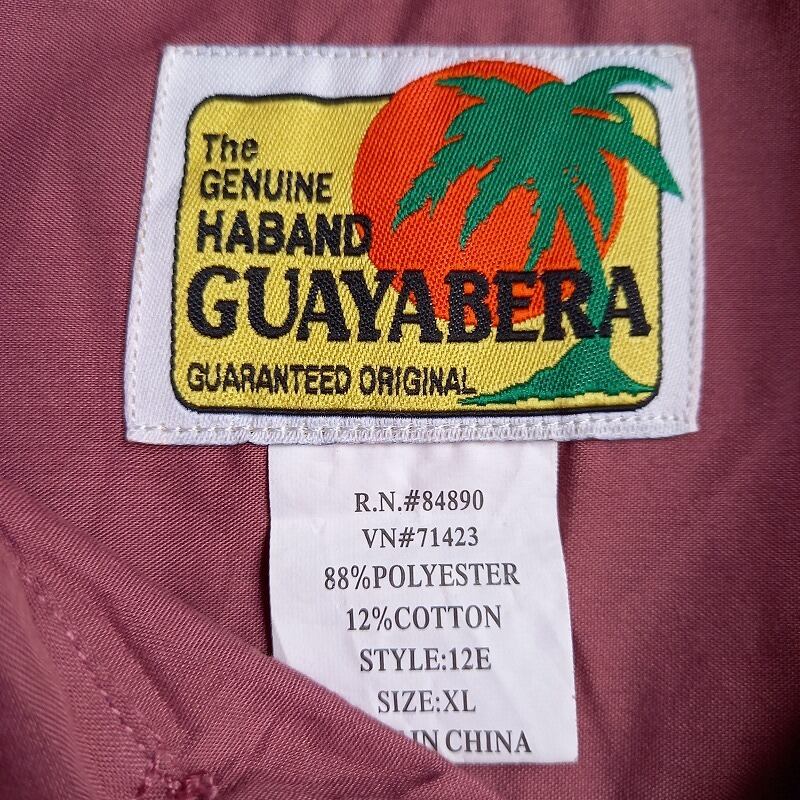 The
GENUINE
HABAND
GUAYABERA
GUARANTEED ORIGINAL
R.N.#84890
VN#71423
88%POLYESTER
12%COTTON
STYLE:12E
SIZE:XL
IN CHINA